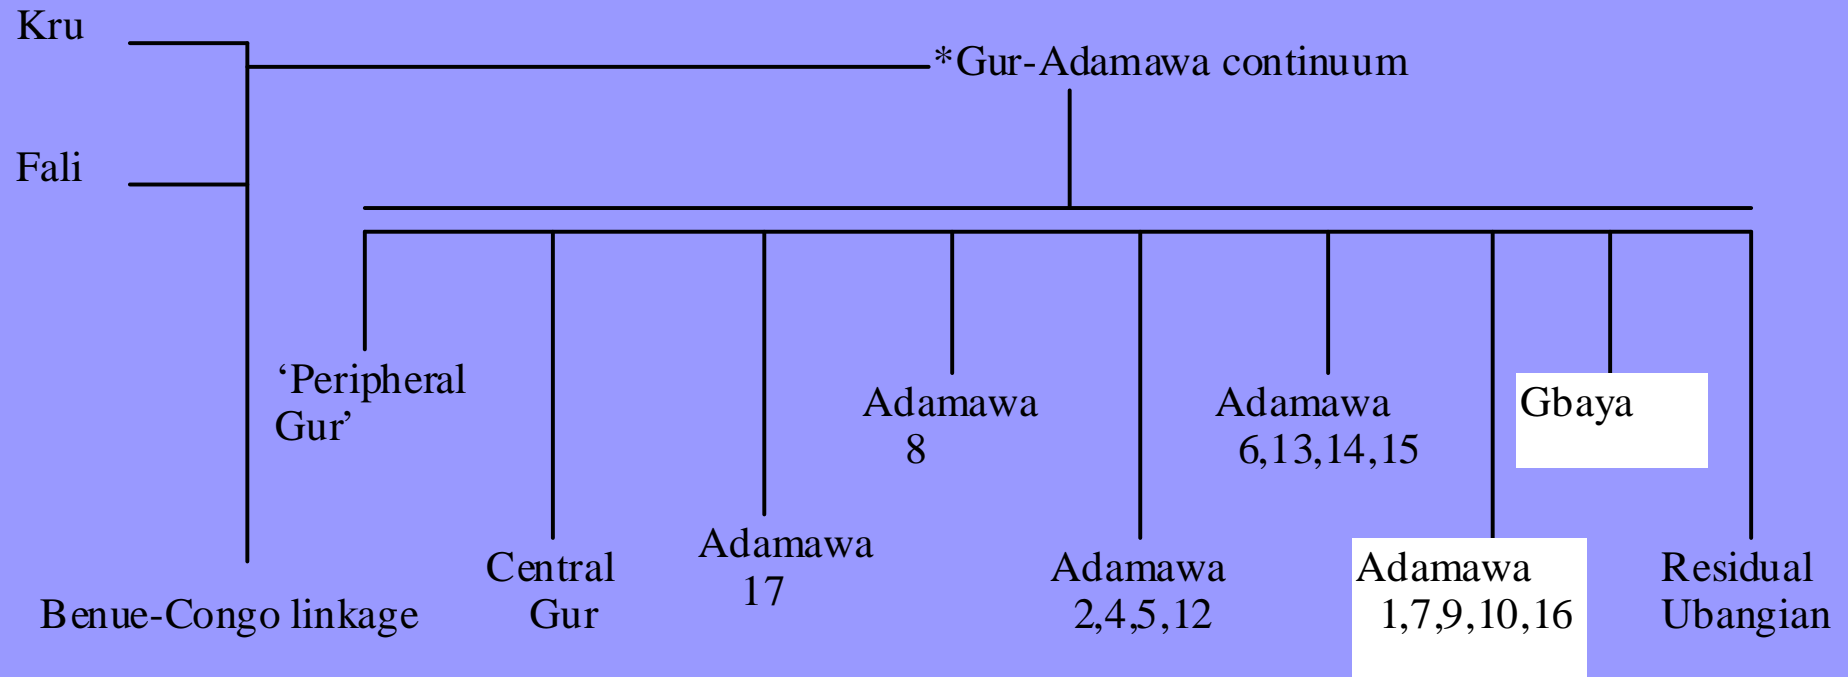 Kru
*Gur-Adamawa continuum
Fali
‘Peripheral
Gur’
Adamawa
8
Adamawa
6,13,14,15
Gbaya
Central
Gur
Adamawa
17
Adamawa
2,4,5,12
Adamawa
1,7,9,10,16
Residual
Ubangian
Benue-Congo linkage